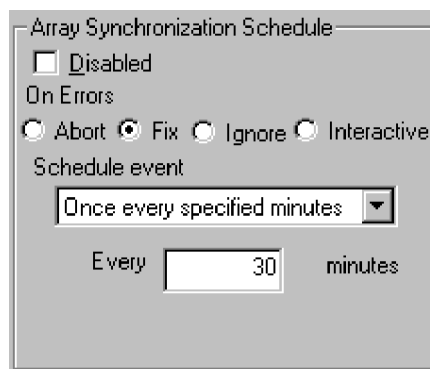 Array Synchronization Schedule
Disabled
On Errors
Abort Fix Ignore Interactive
Schedule event
Once every specified minutes
Every 30 minutes